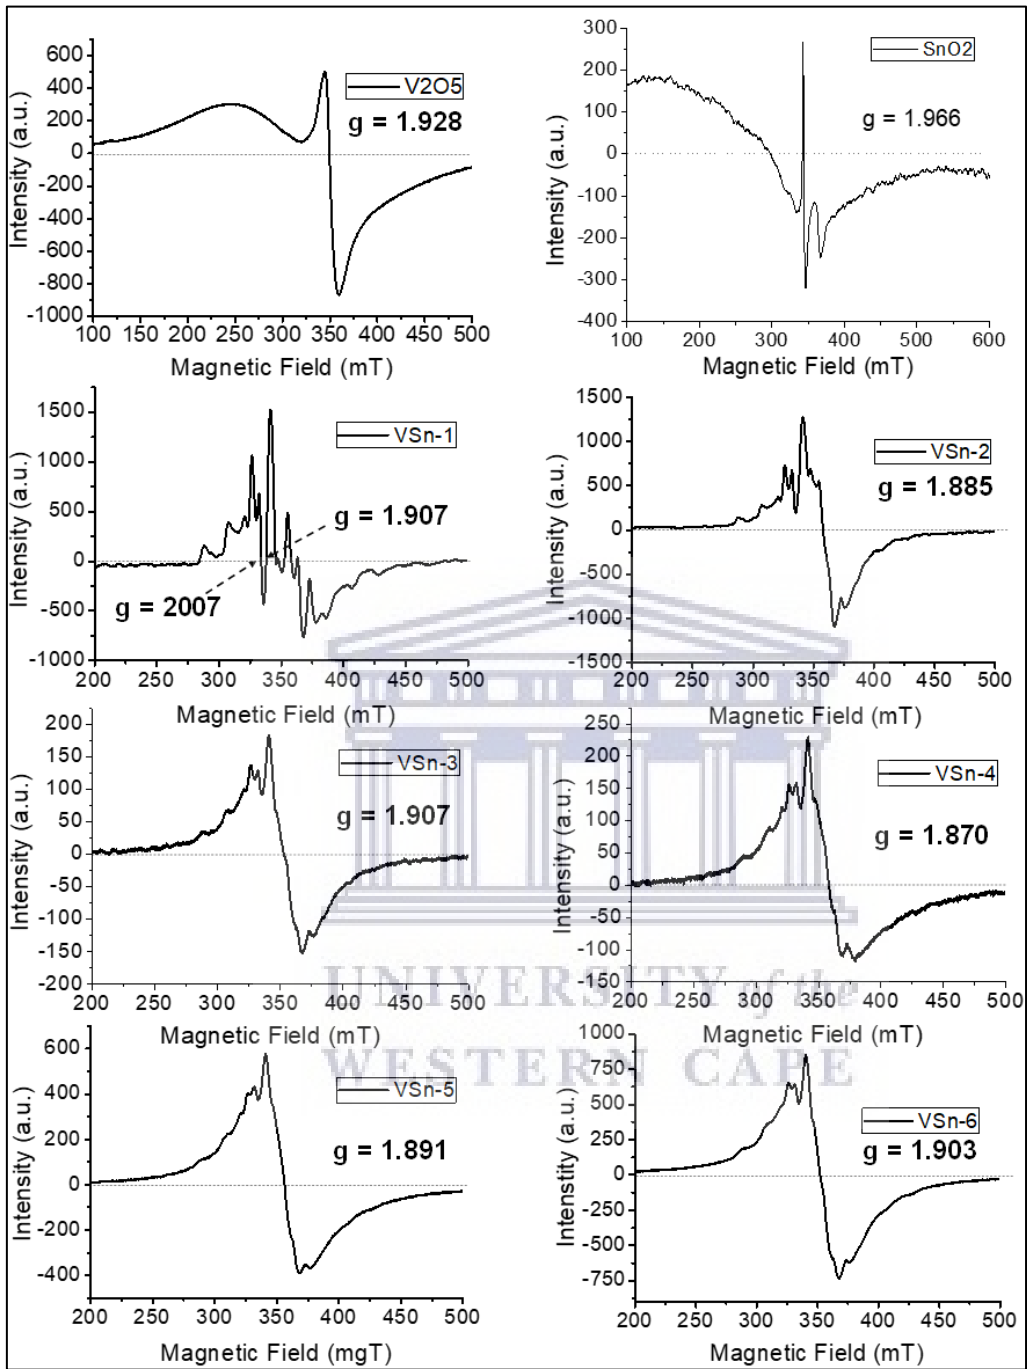 V2O5
g = 1.928
Intensity (a.u.)
600
400
200
0
-200
-400
-600
-800
-1000
100 150 200 250 300 350 400 450 500
Magnetic Field (mT)
SnO2
g = 1.966
Intensity (a.u.)
300
200
100
0
-100
-200
-300
-400
100 200 300 400 500 600
Magnetic Field (mT)
VSn-1
g = 1.907
g = 2007
Intensity (a.u.)
1500
1000
500
0
-500
-1000
200 250 300 350 400 450 500
Magnetic Field (mT)
VSn-2
g = 1.885
Intensity (a.u.)
1500
1000
500
0
-500
-1000
-1500
200 250 300 350 400 450 500
Magnetic Field (mT)
VSn-3
g = 1.907
Intensity (a.u.)
200
150
100
50
0
-50
-100
-150
-200
200 250 300 350 400 450 500
Magnetic Field (mT)
VSn-4
g = 1.870
Intensity (a.u.)
250
200
150
100
50
0
-50
-100
-150
200 250 300 350 400 450 500
Magnetic Field (mT)
UNIVERSITY of the
WESTERN CAPE
VSn-5
g = 1.891
Intensity (a.u.)
600
400
200
0
-200
-400
200 250 300 350 400 450 500
Magnetic Field (mgT)
VSn-6
g = 1.903
Intenstity (a.u.)
1000
750
500
250
0
-250
-500
-750
200 250 300 350 400 450 500
Magnetic Field (mT)